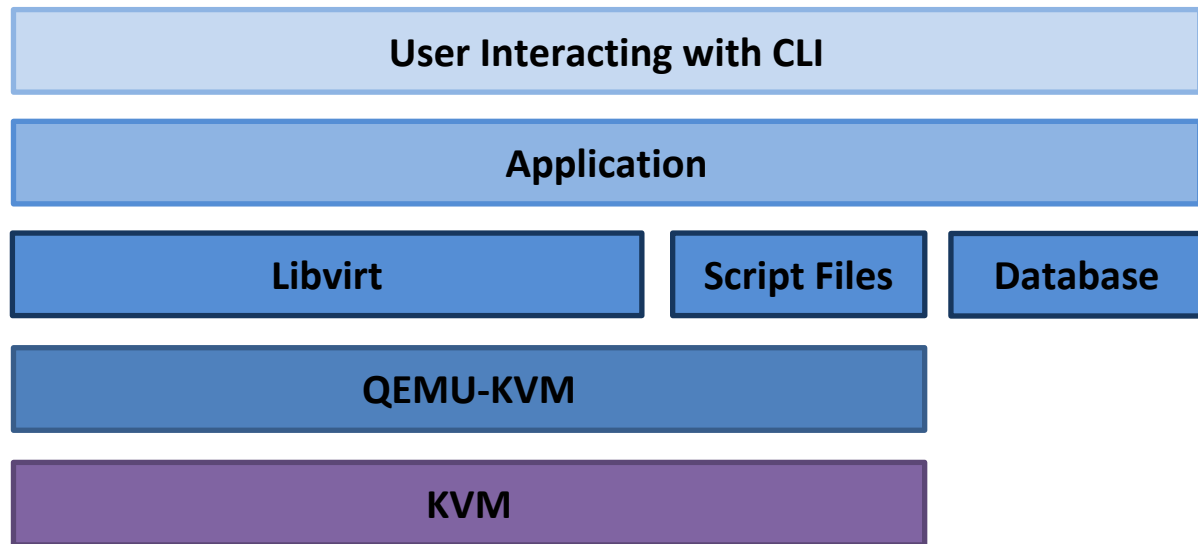 User Interacting with CLI
Application
Libvirt
Script Files
Database
QEMU-KVM
KVM